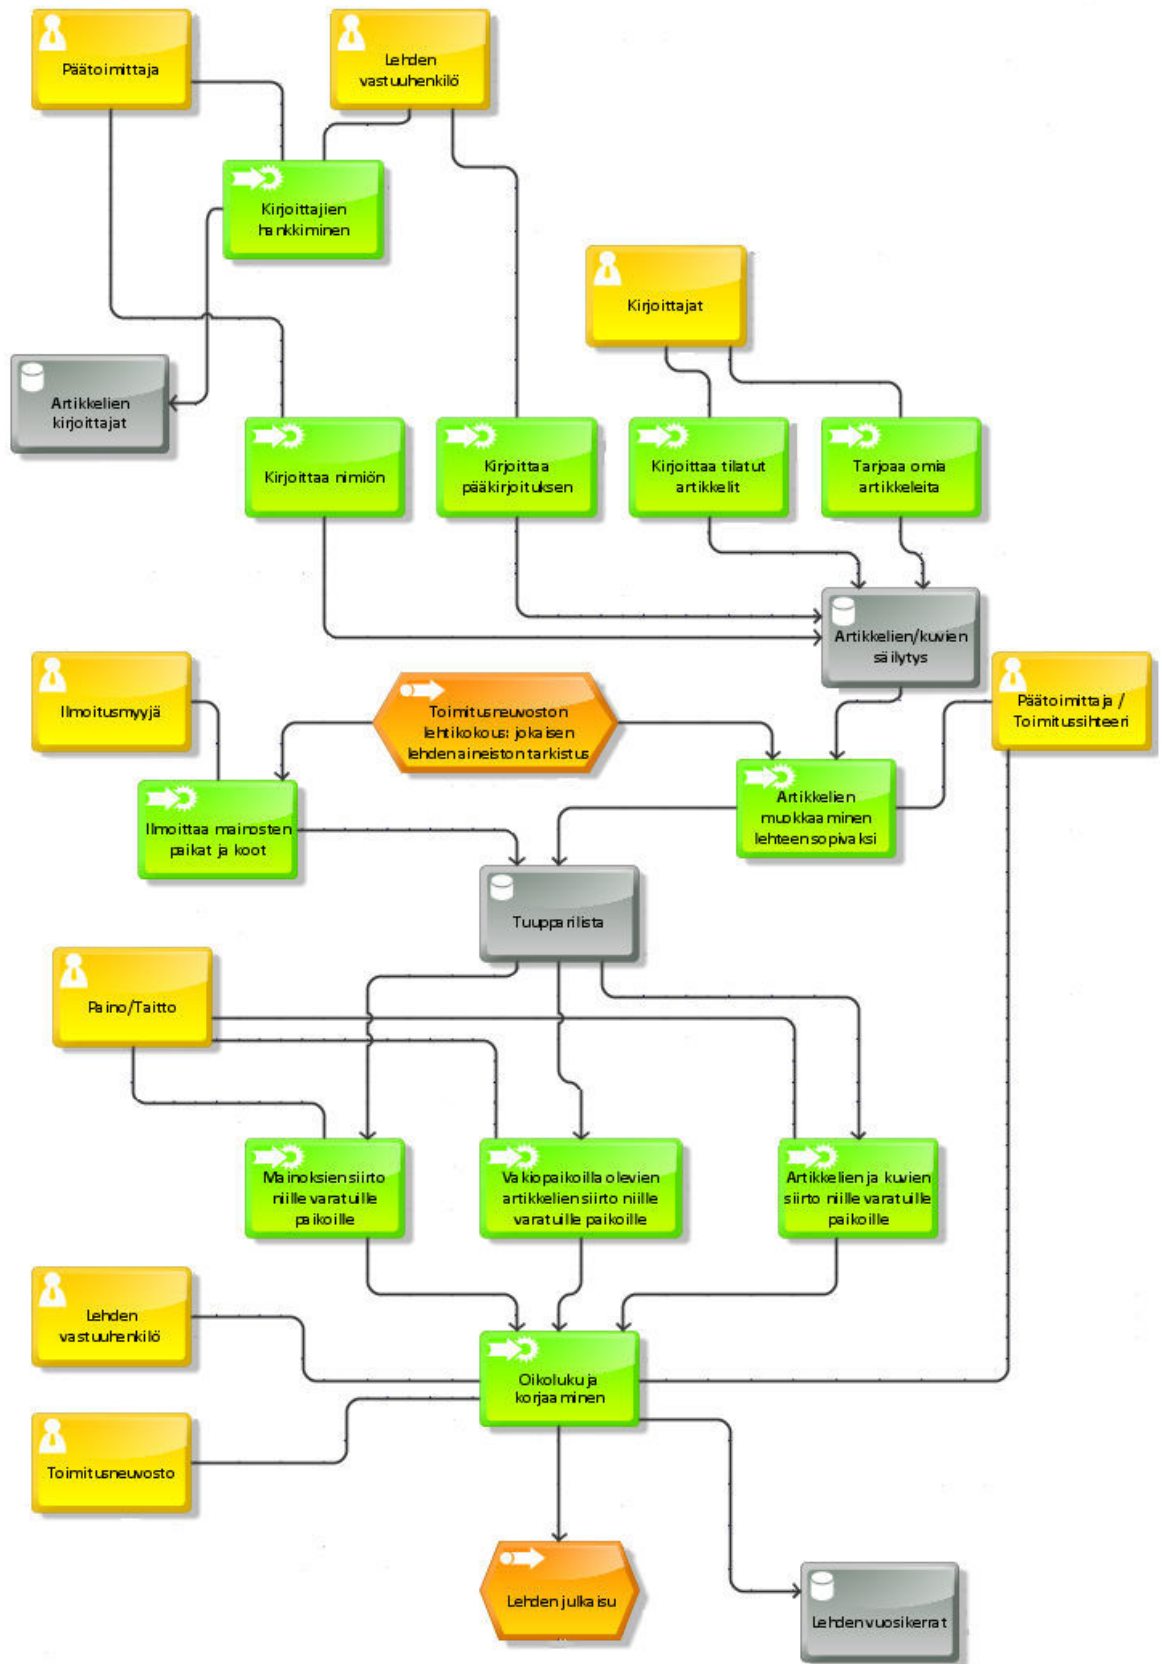 Päätoimittaja
Lehden
vastuuhenkilö
Kirjoittajien
hankkiminen
Kirjoittajat
Artikkelien
kirjoittajat
Kirjoittaa nimiön
Kirjoittaa
pääkirjoituksen
Kirjoittaa tilatut
artikkelit
Tarjoaa omia
artikkeleita
Artikkelien/kuvien
säilytys
Ilmoitusmyyjä
Toimitusneuvoston
lehtikokous: jokaisen
lehden aineiston tarkistus
Päätoimittaja /
Toimitussihteeri
Ilmoittaa mainosten
paikat ja koot
Artikkelien
muokkaaminen
lehteen sopivaksi
Tuupparilista
Paino/Taitto
Mainoksien siirto
niille varatuille
paikoille
Vakiopaikoilla olevien
artikkelien siirto niille
varatuille paikoille
Artikkelien ja kuvien
siirto niille varatuille
paikoille
Lehden
vastuuhenkilö
Oikoluku ja
korjaaminen
Toimitusneuvosto
Lehden julkaisu
Lehden vuosikerrat